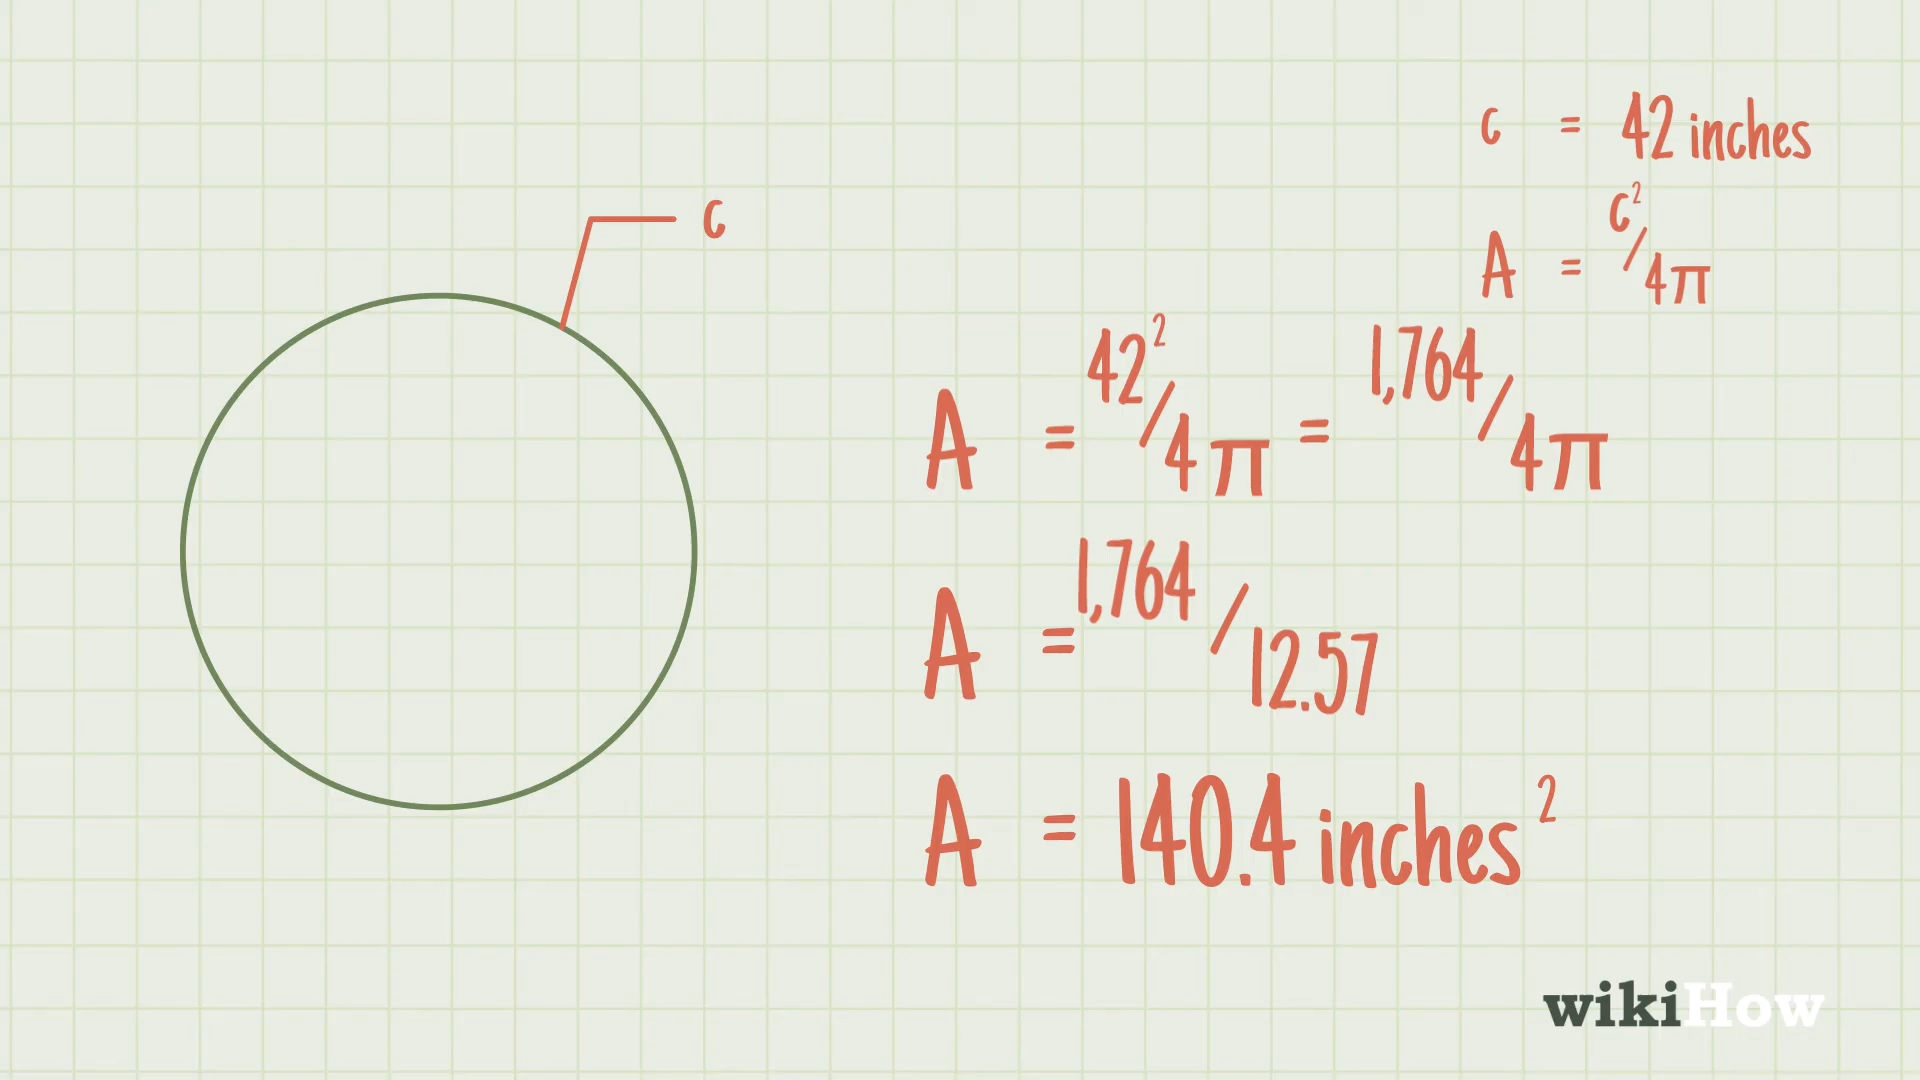 c = 42 inches
c
A = c²/4π
A = 42²/4π = 1,764/4π
A = 1,764/12.57
A = 140.4 inches²
wikiHow